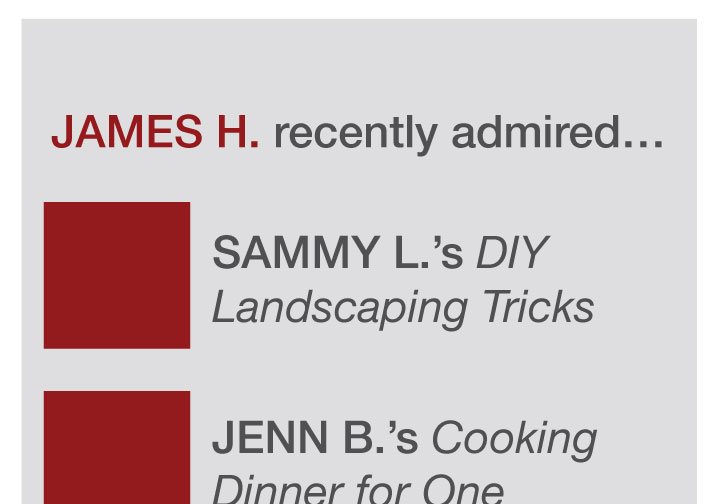 JAMES H. recently admired…
SAMMY L.’s DIY
Landscaping Tricks
JENN B.’s Cooking
Dinner for One